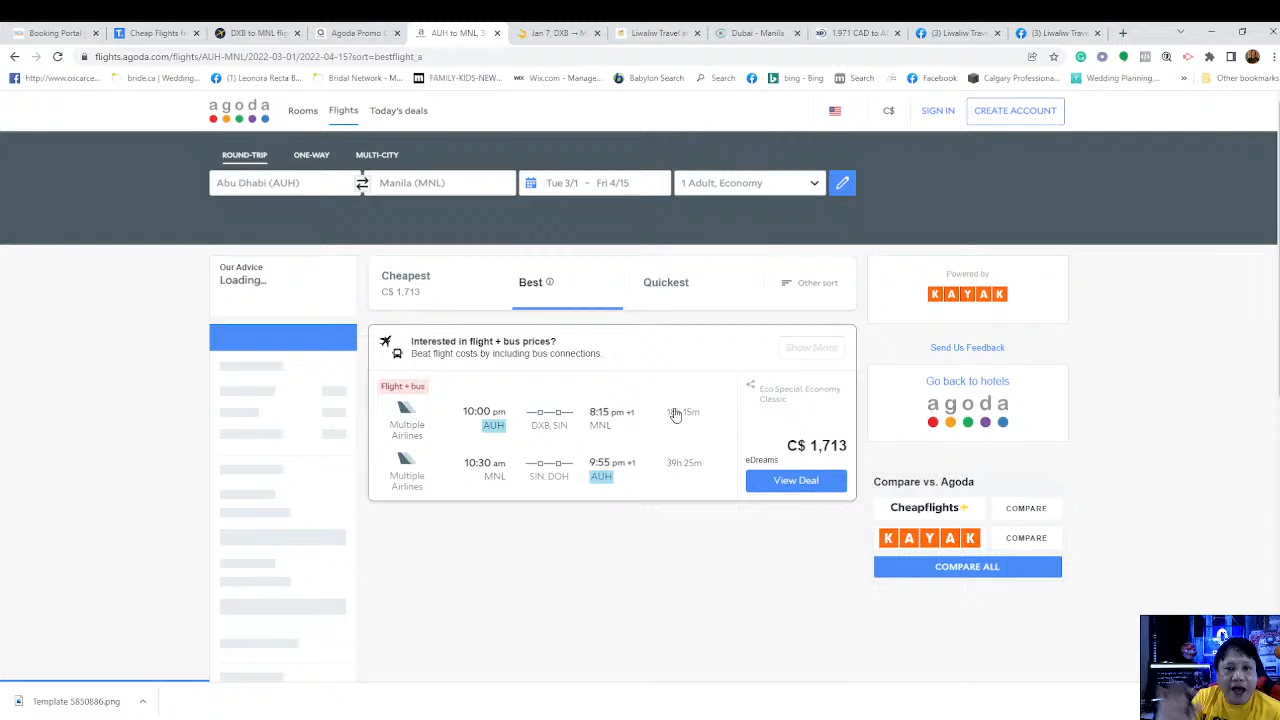 Booking Portal
Cheap Flights f
DXB to MNL flig
Agoda Promo C
AUH to MNL, 3
Jan 7, DXB → M
Liwaliw Travel an
Dubai - Manila
1,971 CAD to A
(3) Liwaliw Trave
(3) Liwaliw Trave
flights.agoda.com/flights/AUH-MNL/2022-03-01/2022-04-15?sort=bestflight_a
http://www.oscarce...
bride.ca | Wedding...
(1) Leonora Recta B...
Bridal Network - M...
FAMILY-KIDS-NEW...
Wix.com - Manage...
Babylon Search
Search
bing - Bing
Search
Facebook
Calgary Professiona...
Wedding Planning,...
»
Other bookmarks
agoda
Rooms
Flights
Today's deals
C$
SIGN IN
CREATE ACCOUNT
ROUND-TRIP
ONE-WAY
MULTI-CITY
Abu Dhabi (AUH)
Manila (MNL)
Tue 3/1 – Fri 4/15
1 Adult, Economy
Our Advice
Loading...
Cheapest
C$ 1,713
Best
Quickest
Other sort
Powered by
KAYAK
Interested in flight + bus prices?
Beat flight costs by including bus connections.
Show More
Send Us Feedback
Flight + bus
Multiple
Airlines
10:00 pm
AUH
DXB, SIN
8:15 pm +1
MNL
Eco Special, Economy
Classic
C$ 1,713
Multiple
Airlines
10:30 am
MNL
SIN, DOH
9:55 pm +1
AUH
39h 25m
eDreams
View Deal
Go back to hotels
agoda
Compare vs. Agoda
Cheapflights
COMPARE
KAYAK
COMPARE
COMPARE ALL
Template 5850886.png